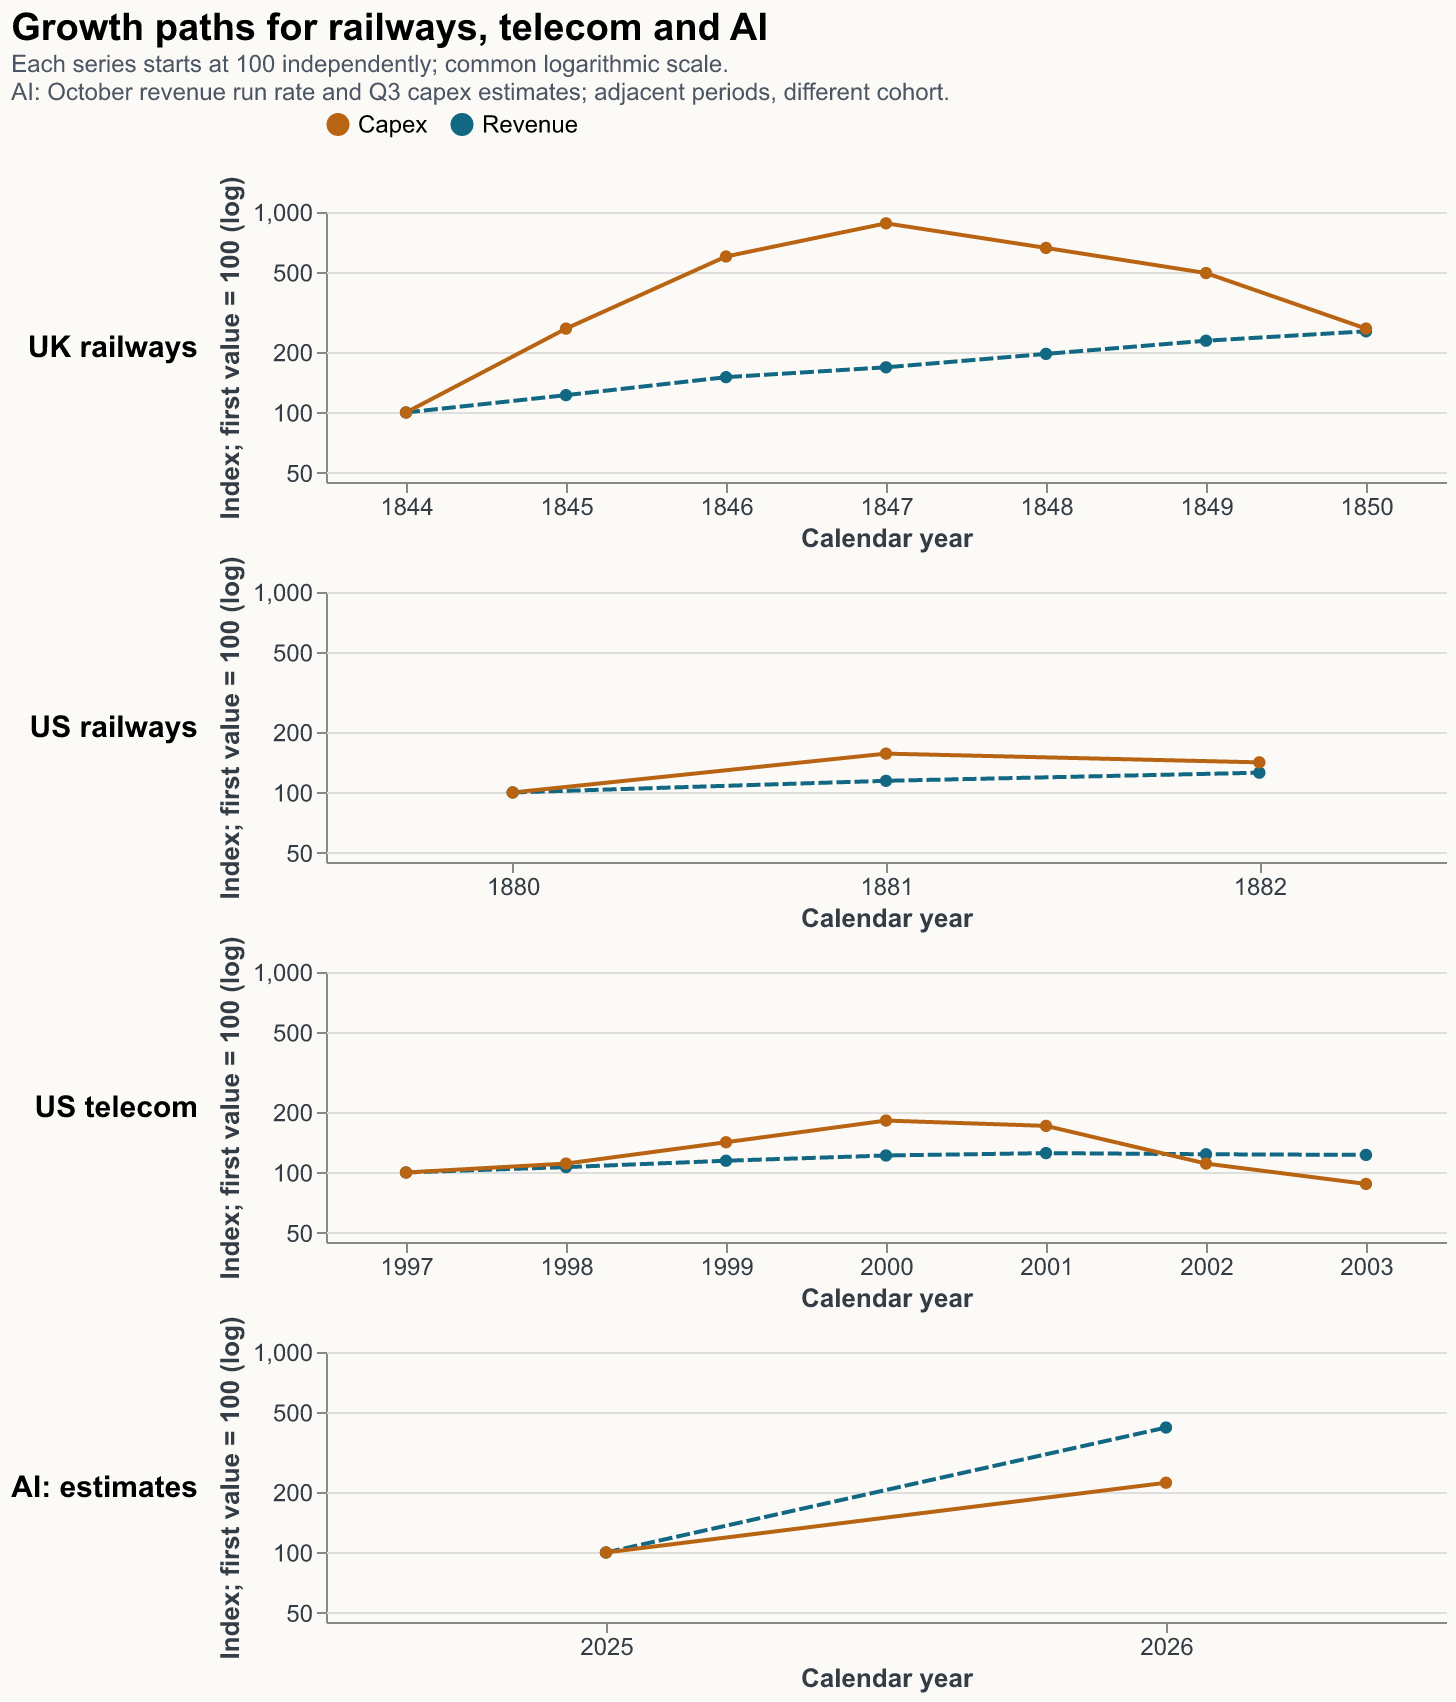 Growth paths for railways, telecom and AI
Each series starts at 100 independently; common logarithmic scale.
AI: October revenue run rate and Q3 capex estimates; adjacent periods, different cohort.
Capex Revenue
UK railways
Index; first value = 100 (log)
1,000
500
200
100
50
1844 1845 1846 1847 1848 1849 1850
Calendar year
US railways
Index; first value = 100 (log)
1,000
500
200
100
50
1880 1881 1882
Calendar year
US telecom
Index; first value = 100 (log)
1,000
500
200
100
50
1997 1998 1999 2000 2001 2002 2003
Calendar year
AI: estimates
Index; first value = 100 (log)
1,000
500
200
100
50
2025 2026
Calendar year